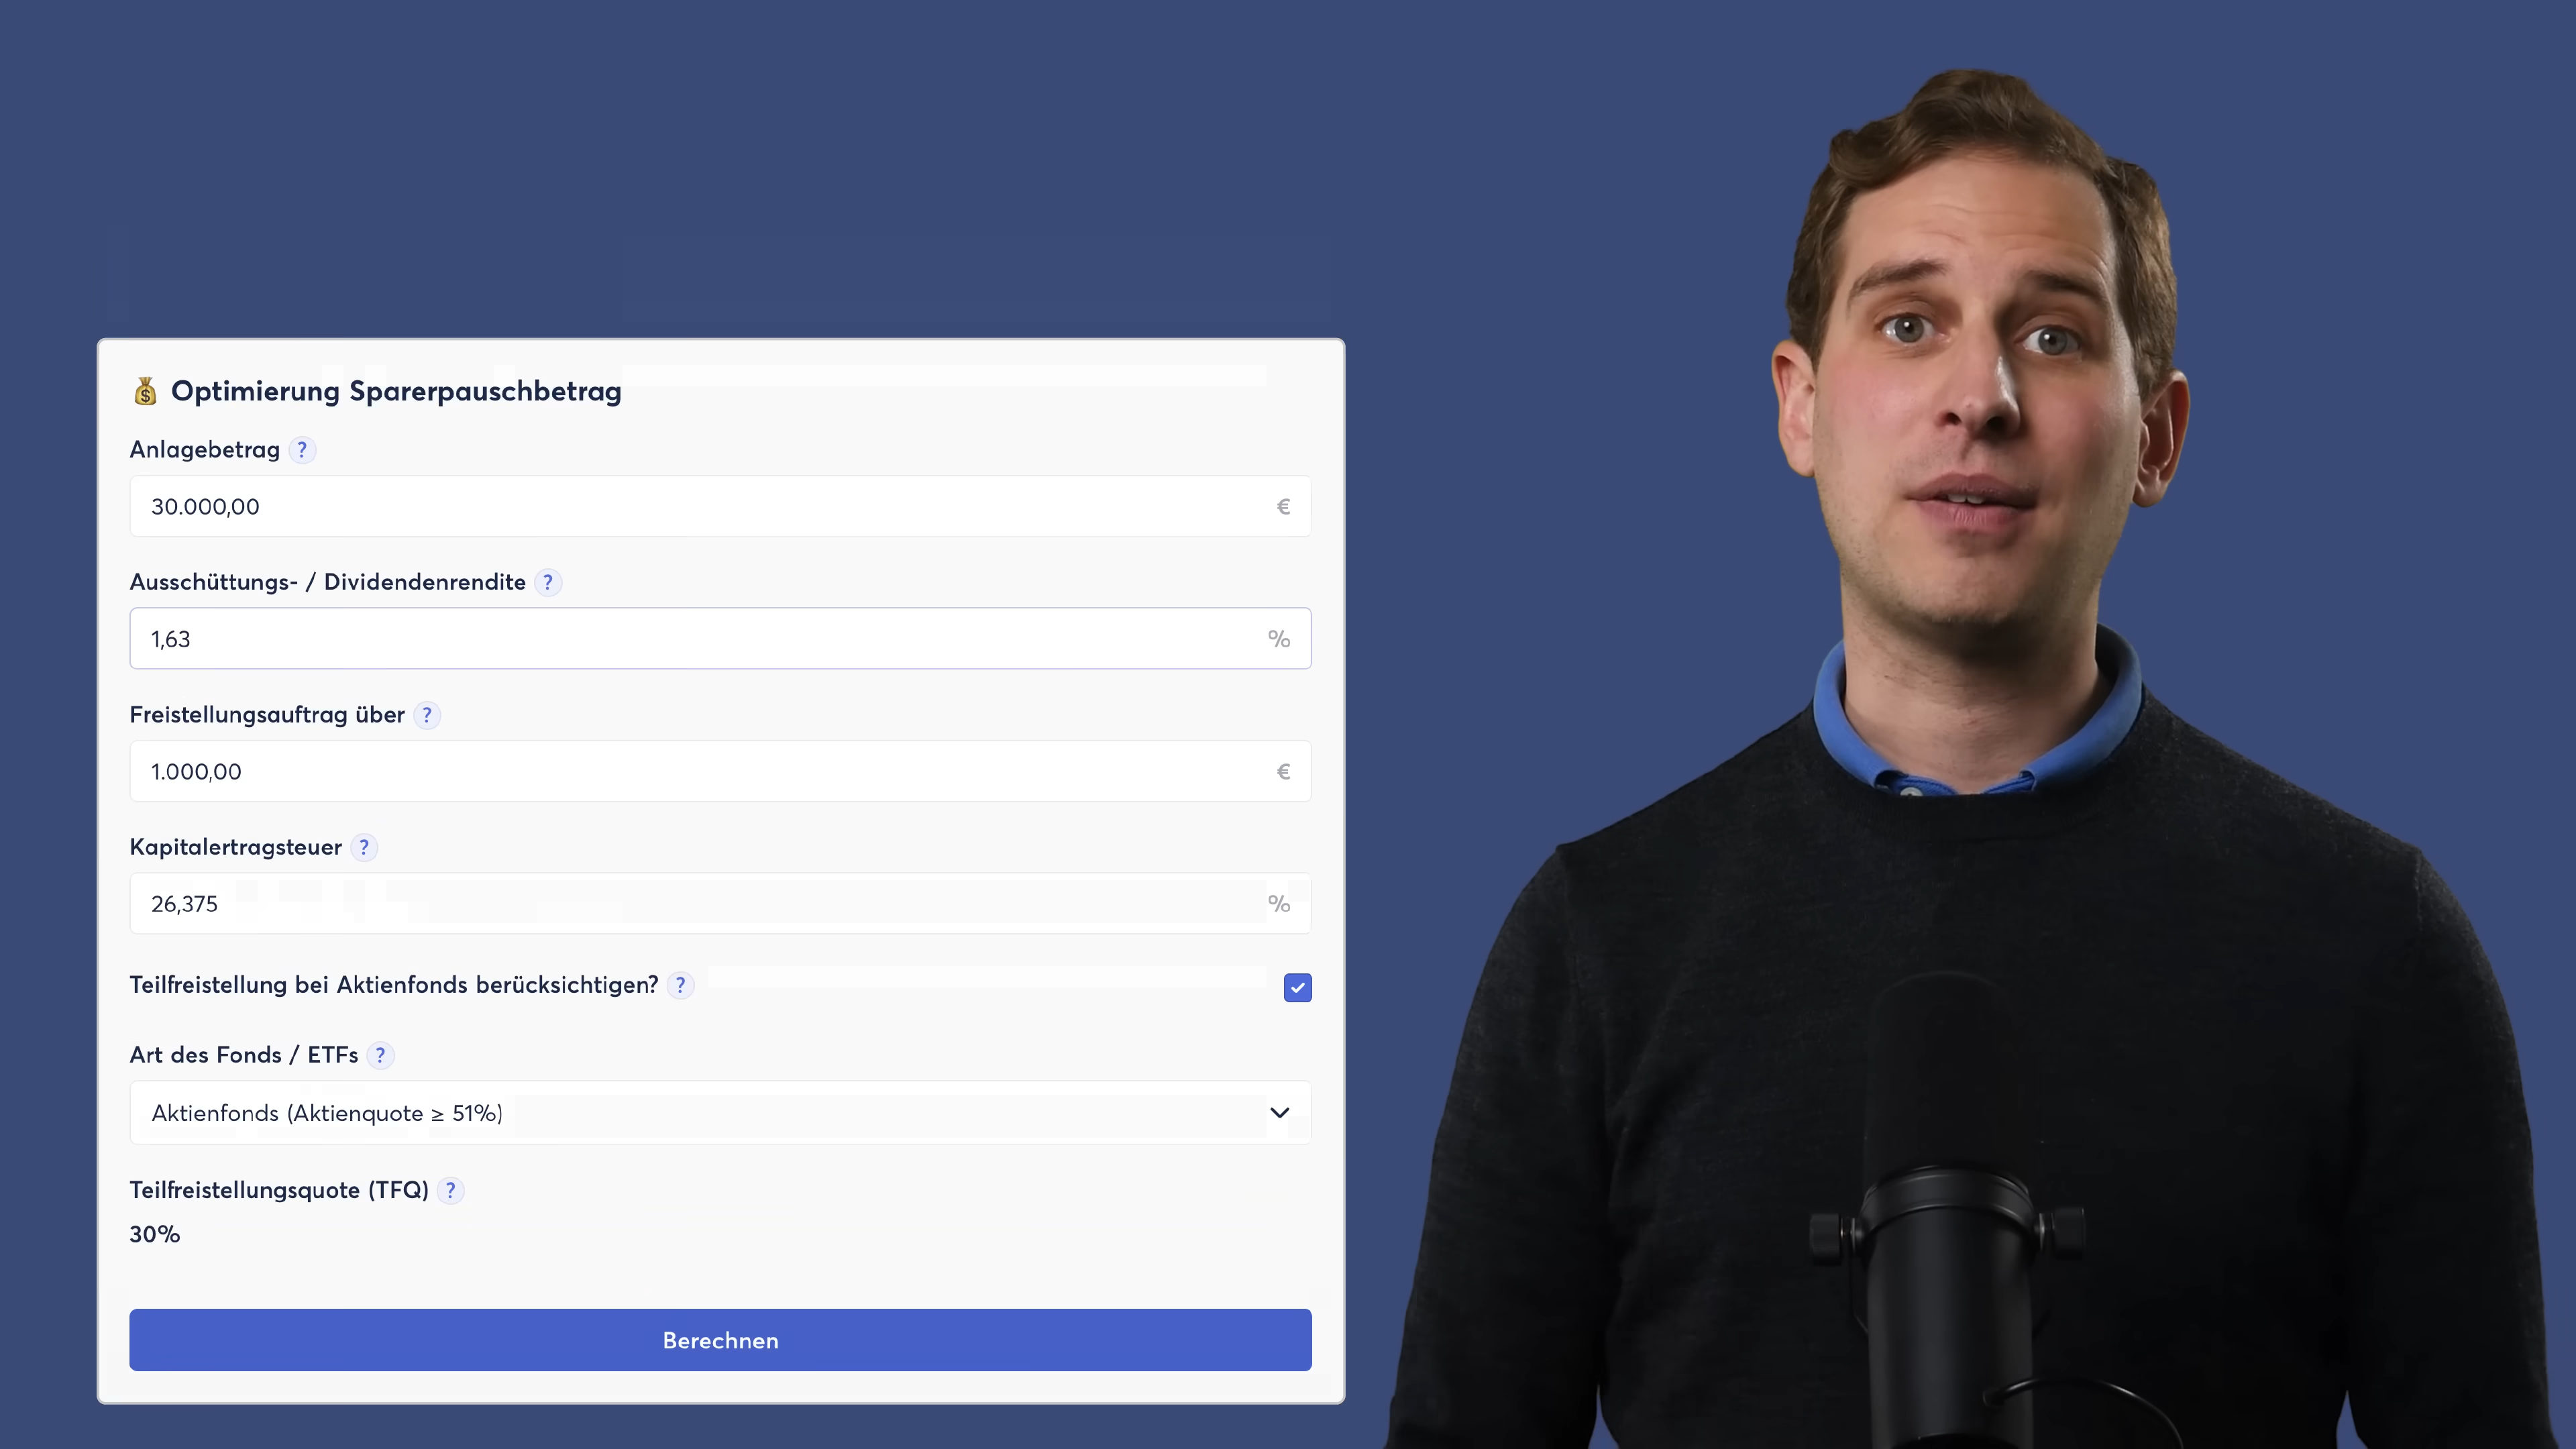 Optimierung Sparerpauschbetrag
Anlagebetrag ?
30.000,00 €
Ausschüttungs- / Dividendenrendite ?
1,63 %
Freistellungsauftrag über ?
1.000,00 €
Kapitalertragsteuer ?
26,375 %
Teilfreistellung bei Aktienfonds berücksichtigen? ?
Art des Fonds / ETFs ?
Aktienfonds (Aktienquote ≥ 51%)
Teilfreistellungsquote (TFQ) ?
30%
Berechnen